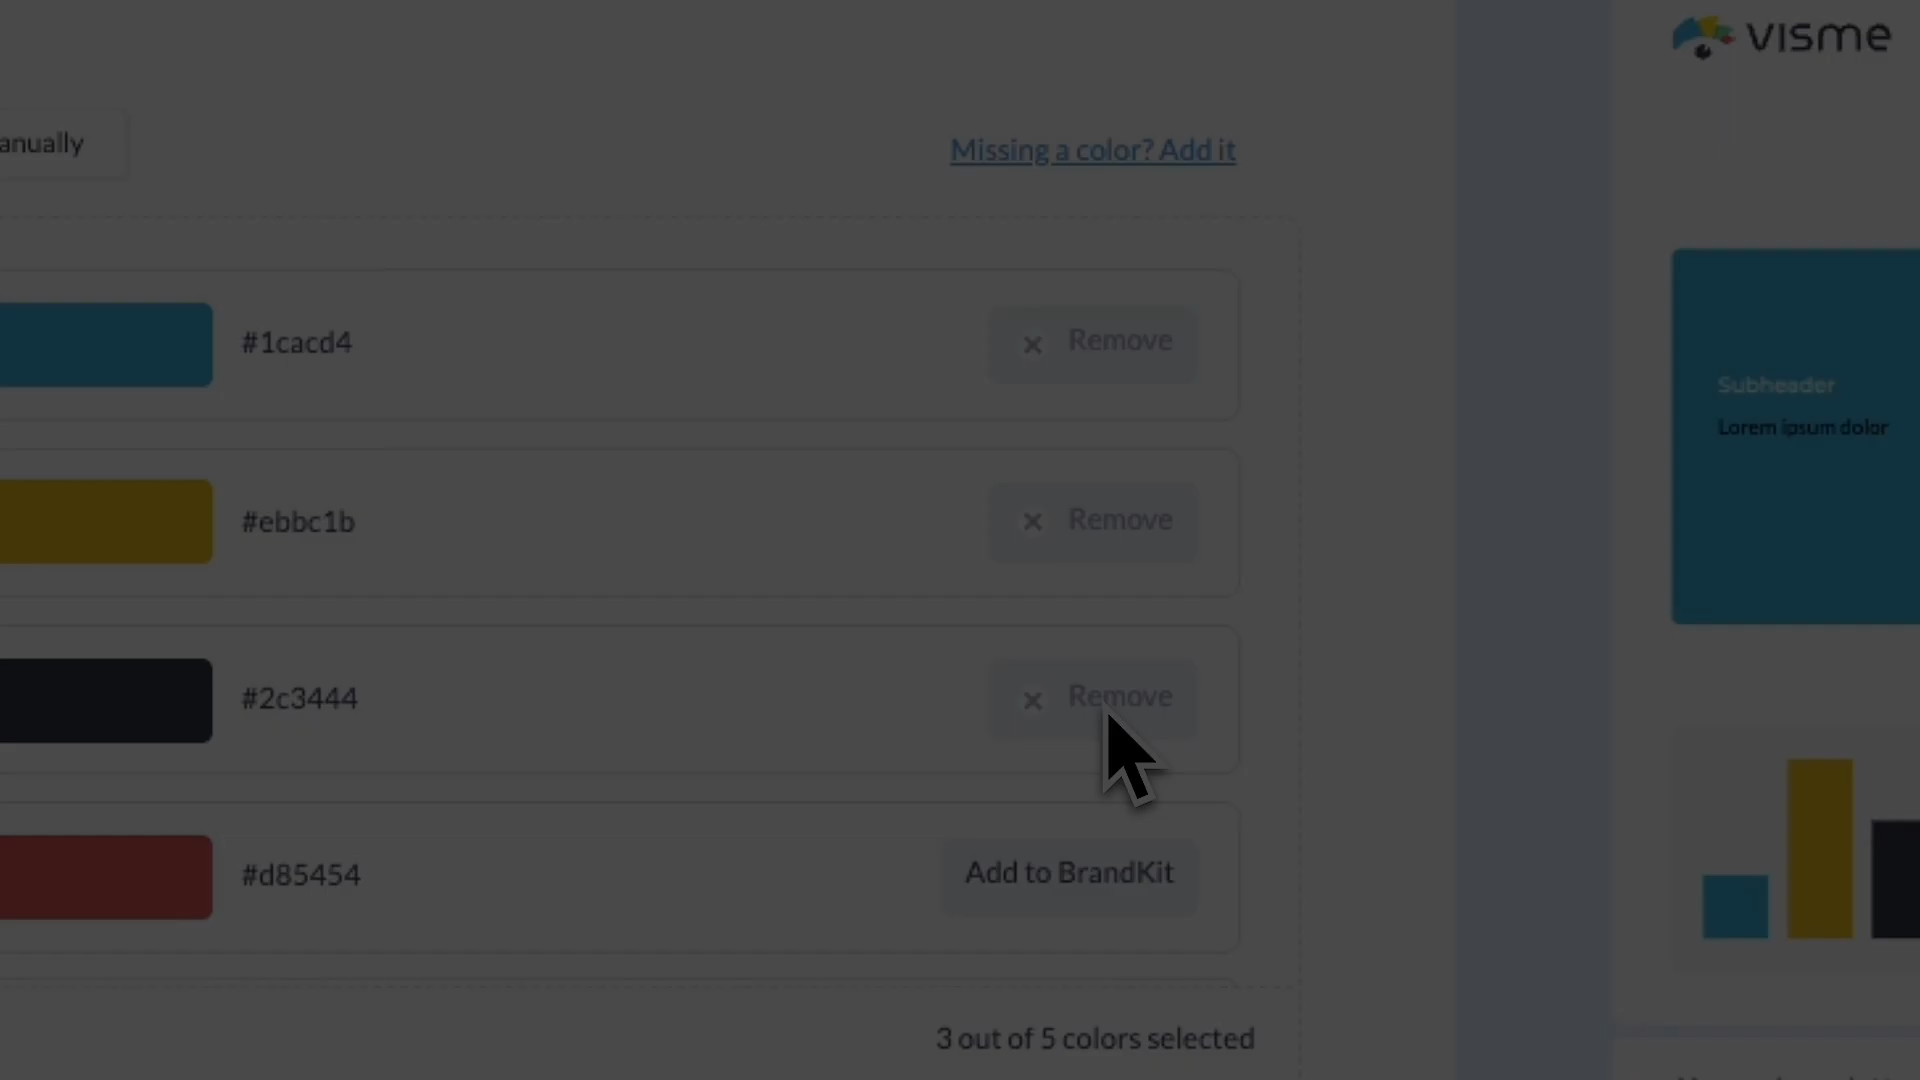 visme
anually
Missing a color? Add it
#1cacd4
Remove
Subheader
Lorem ipsum dolor
#ebbc1b
Remove
#2c3444
Remove
#d85454
Add to BrandKit
3 out of 5 colors selected